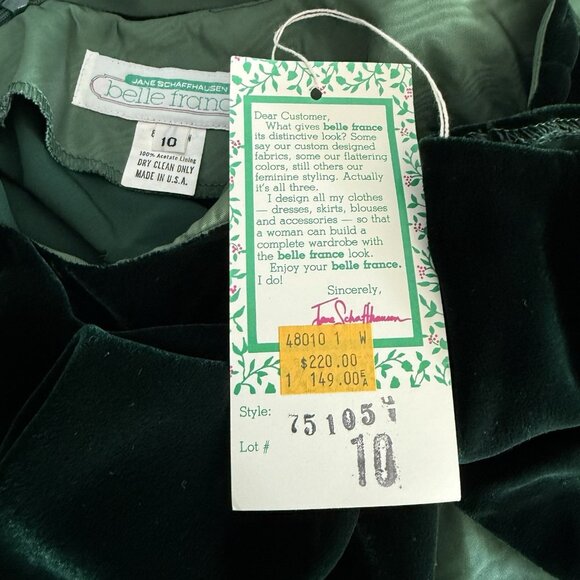 JANE SCHAFFHAUSEN
belle france
10
100% Acetate Lining
DRY CLEAN ONLY
MADE IN U.S.A.
Dear Customer,
What gives belle france
its distinctive look? Some
say our custom designed
fabrics, some our flattering
colors, still others our
feminine styling. Actually
it's all three.
I design all my clothes
— dresses, skirts, blouses
and accessories — so that
a woman can build a
complete wardrobe with
the belle france look.
Enjoy your belle france.
I do!
Sincerely,
Jane Schaffhausen
48010 1 W
$220.00
1 149.00 EA
Style: 75105
Lot #
10